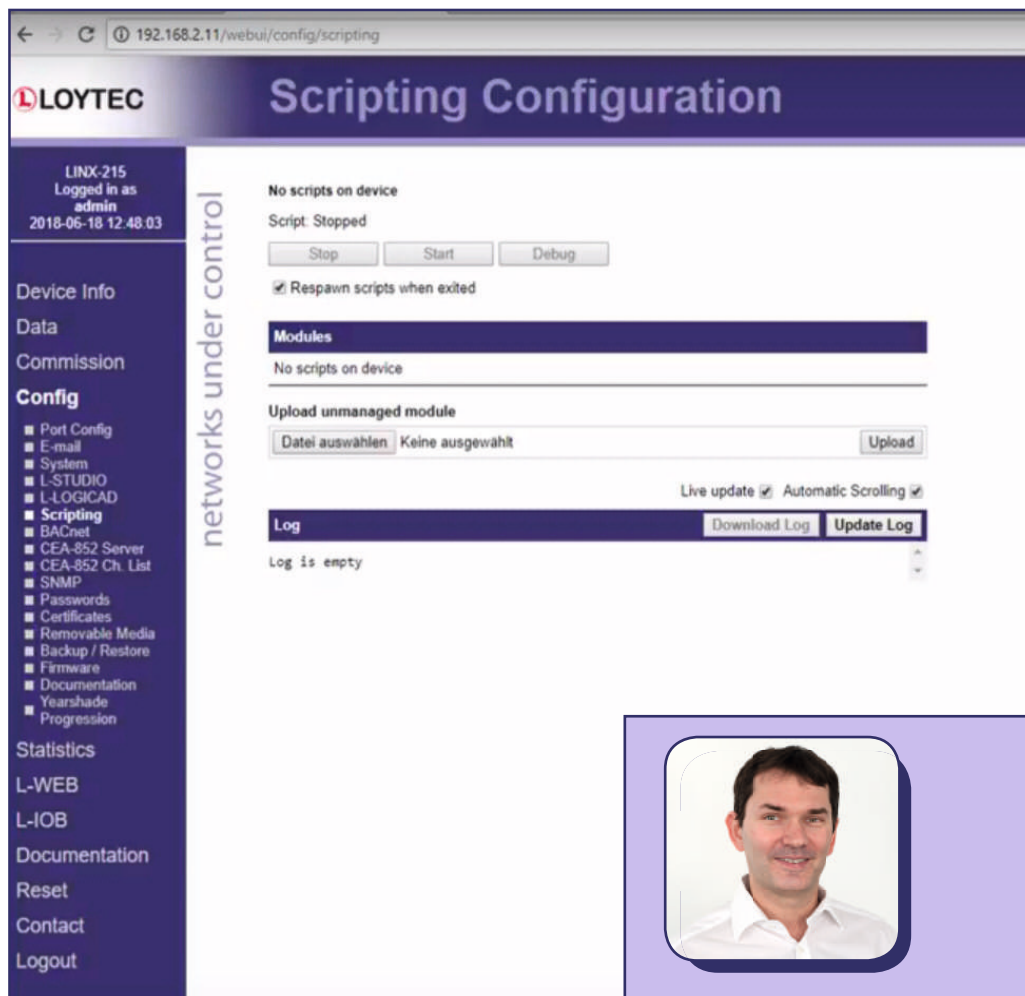 192.168.2.11/webui/config/scripting
LOYTEC
Scripting Configuration
LINX-215
Logged in as
admin
2018-06-18 12:48:03
Device Info
Data
Commission
Config
Port Config
E-mail
System
L-STUDIO
L-LOGICAD
Scripting
BACnet
CEA-852 Server
CEA-852 Ch. List
SNMP
Passwords
Certificates
Removable Media
Backup / Restore
Firmware
Documentation
Yearshade
Progression
Statistics
L-WEB
L-IOB
Documentation
Reset
Contact
Logout
networks under control
No scripts on device
Script: Stopped
Stop Start Debug
Respawn scripts when exited
Modules
No scripts on device
Upload unmanaged module
Datei auswählen Keine ausgewählt Upload
Live update Automatic Scrolling
Log Download Log Update Log
Log is empty